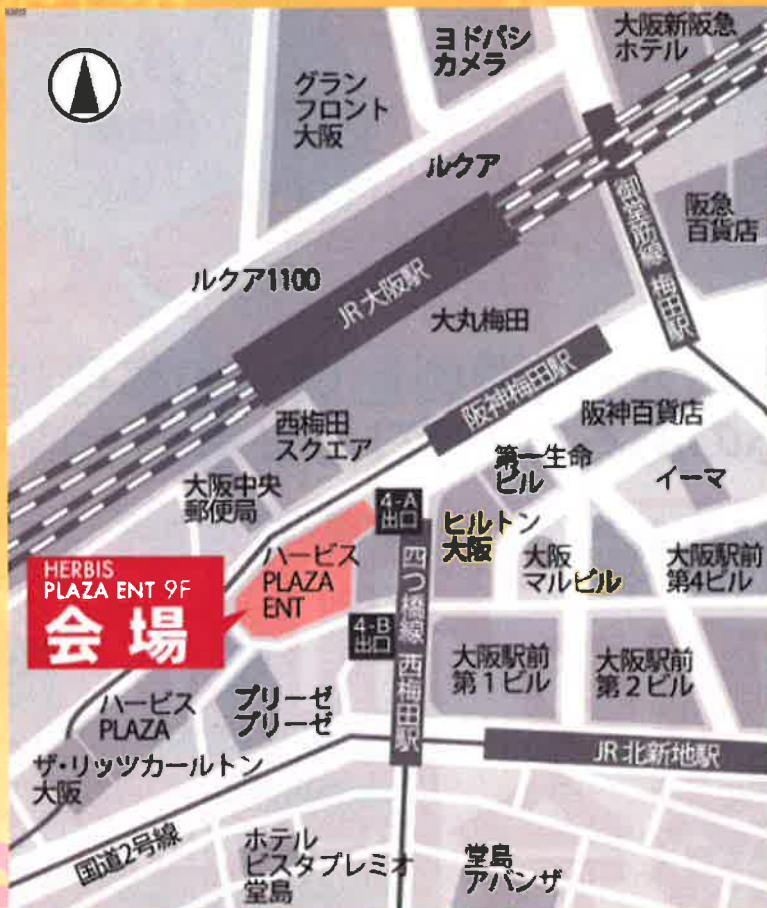 ヨドバシ
カメラ
大阪新阪急
ホテル
グラン
フロント
大阪
ルクア
御堂筋線 梅田駅
阪急
百貨店
ルクア1100
JR大阪駅
大丸梅田
阪神梅田駅
阪神百貨店
西梅田
スクエア
第一生命
ビル
イーマ
大阪中央
郵便局
4-A
出口
ヒルトン
大阪
大阪
マルビル
大阪駅前
第4ビル
ハービス
PLAZA
ENT
四つ橋線 西梅田駅
HERBIS
PLAZA ENT 9F
会場
4-B
出口
大阪駅前
第1ビル
大阪駅前
第2ビル
ハービス
PLAZA
ブリーゼ
ブリーゼ
JR北新地駅
ザ・リッツカールトン
大阪
国道2号線
ホテル
ビスタプレミオ
堂島
堂島
アバンザ